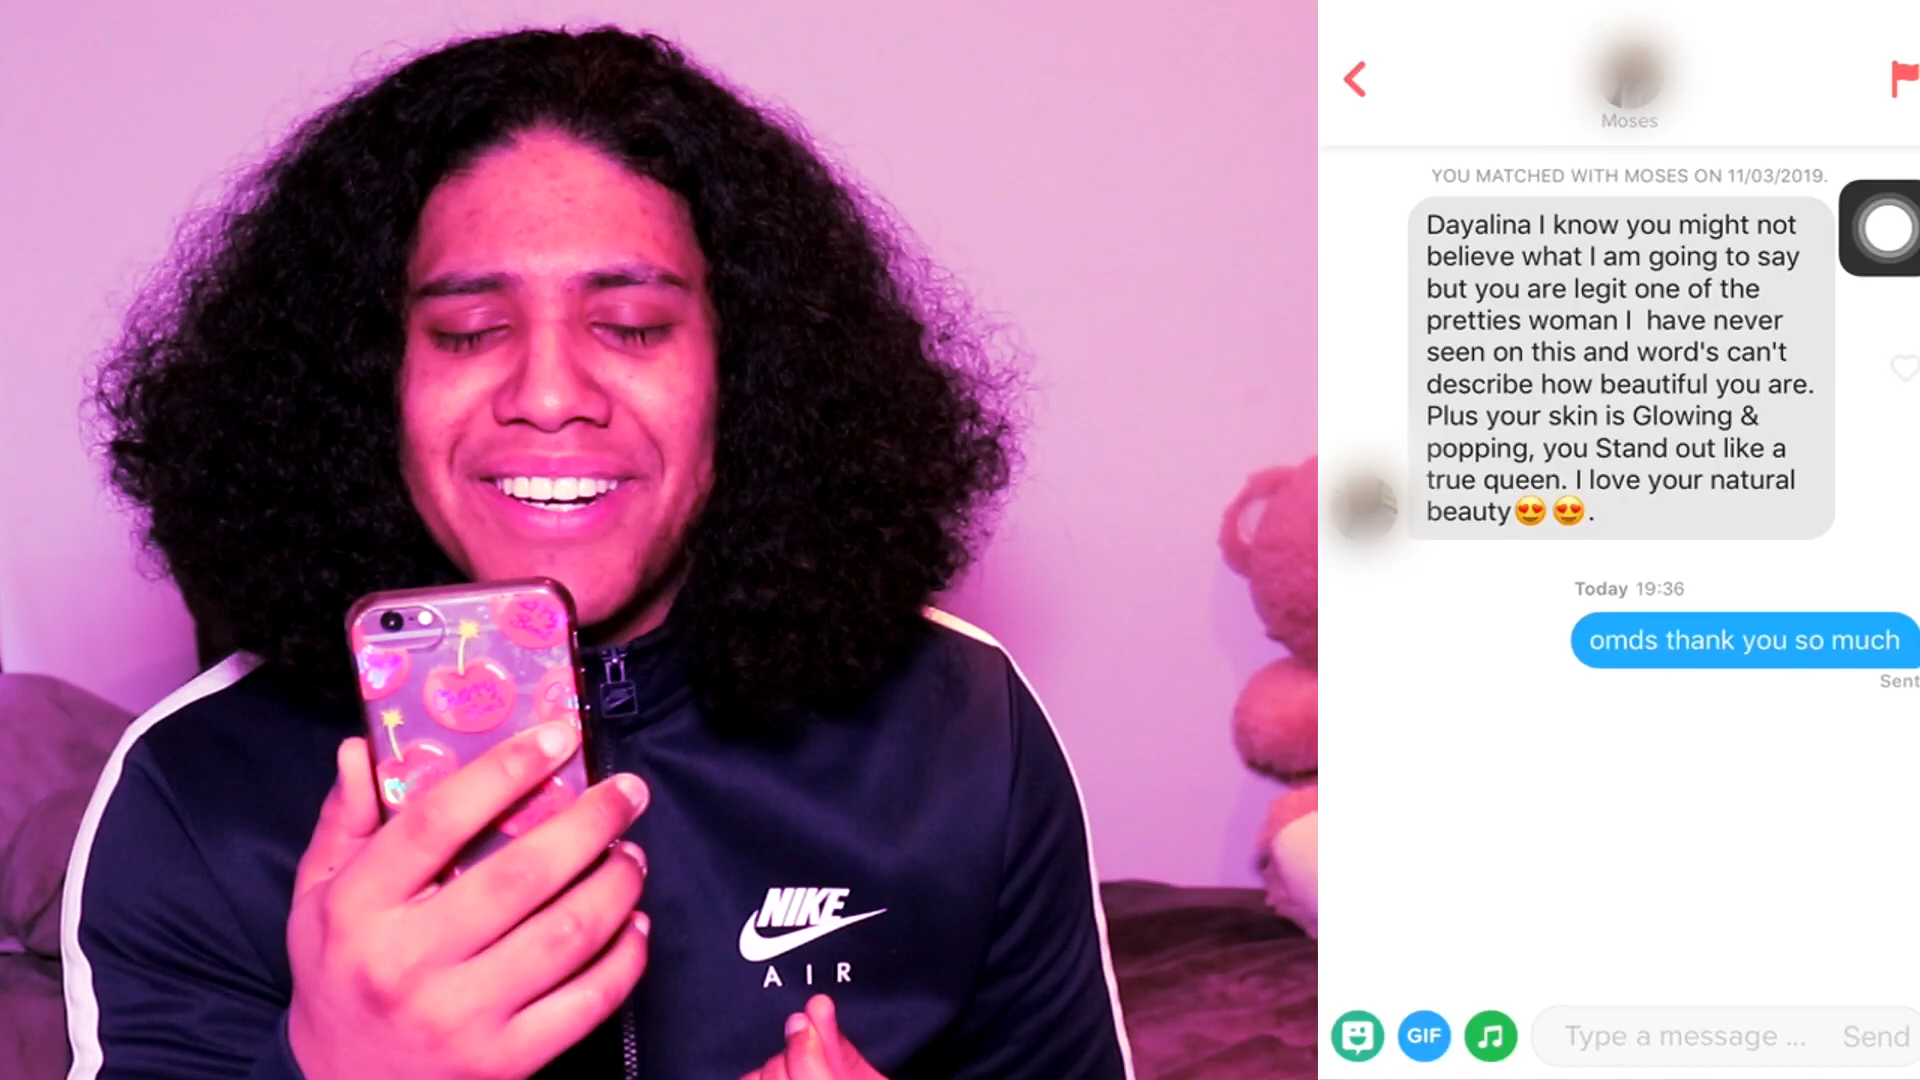 NIKE
A I R
Moses
YOU MATCHED WITH MOSES ON 11/03/2019.
Dayalina I know you might not
believe what I am going to say
but you are legit one of the
pretties woman I  have never
seen on this and word's can't
describe how beautiful you are.
Plus your skin is Glowing &
popping, you Stand out like a
true queen. I love your natural
beauty😍😍.
Today 19:36
omds thank you so much
Sent
GIF
Type a message ...
Send